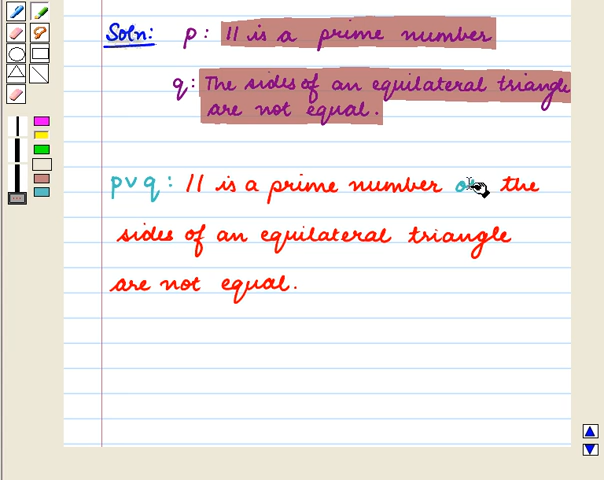 Soln: p: 11 is a prime number
q: The sides of an equilateral triangle
are not equal.
p v q: 11 is a prime number or the
sides of an equilateral triangle
are not equal.